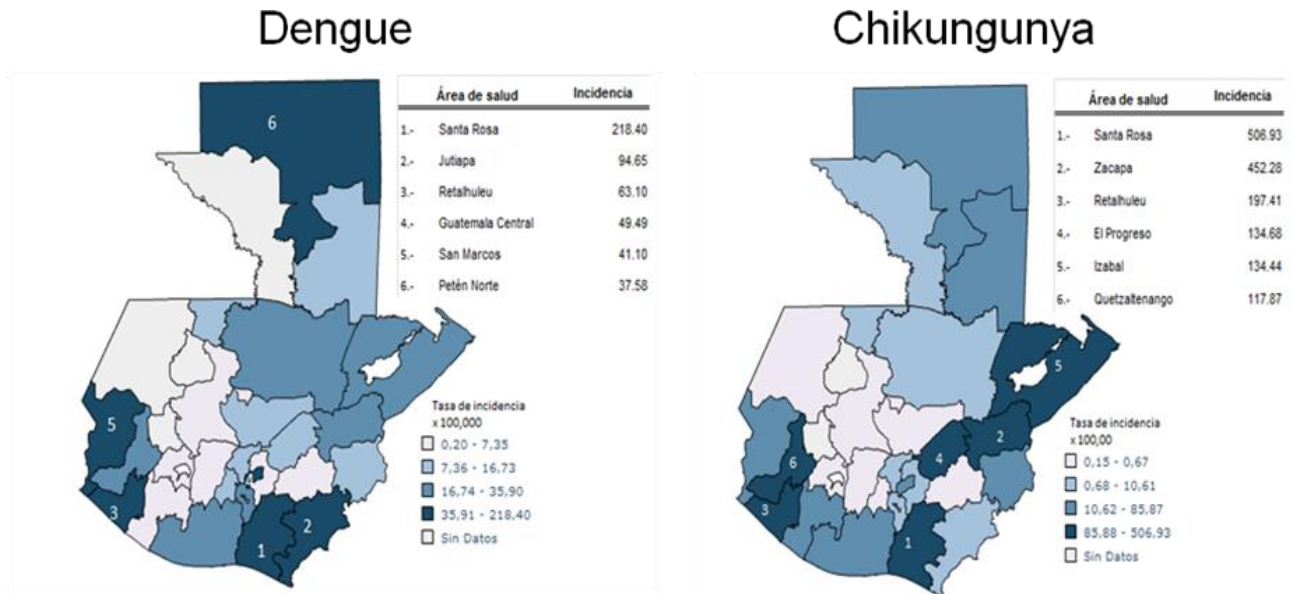 Dengue
Área de salud Incidencia
1.- Santa Rosa 218.40
2.- Jutiapa 94.65
3.- Retalhuleu 63.10
4.- Guatemala Central 49.49
5.- San Marcos 41.10
6.- Petén Norte 37.58
6
5
4
3
2
1
Tasa de incidencia
x 100,000
0,20 - 7,35
7,36 - 16,73
16,74 - 35,90
35,91 - 218,40
Sin Datos
Chikungunya
Área de salud Incidencia
1.- Santa Rosa 506.93
2.- Zacapa 452.28
3.- Retalhuleu 197.41
4.- El Progreso 134.68
5.- Izabal 134.44
6.- Quetzaltenango 117.87
5
2
4
6
3
1
Tasa de incidencia
x 100,00
0,15 - 0,67
0,68 - 10,61
10,62 - 85,87
85,88 - 506,93
Sin Datos